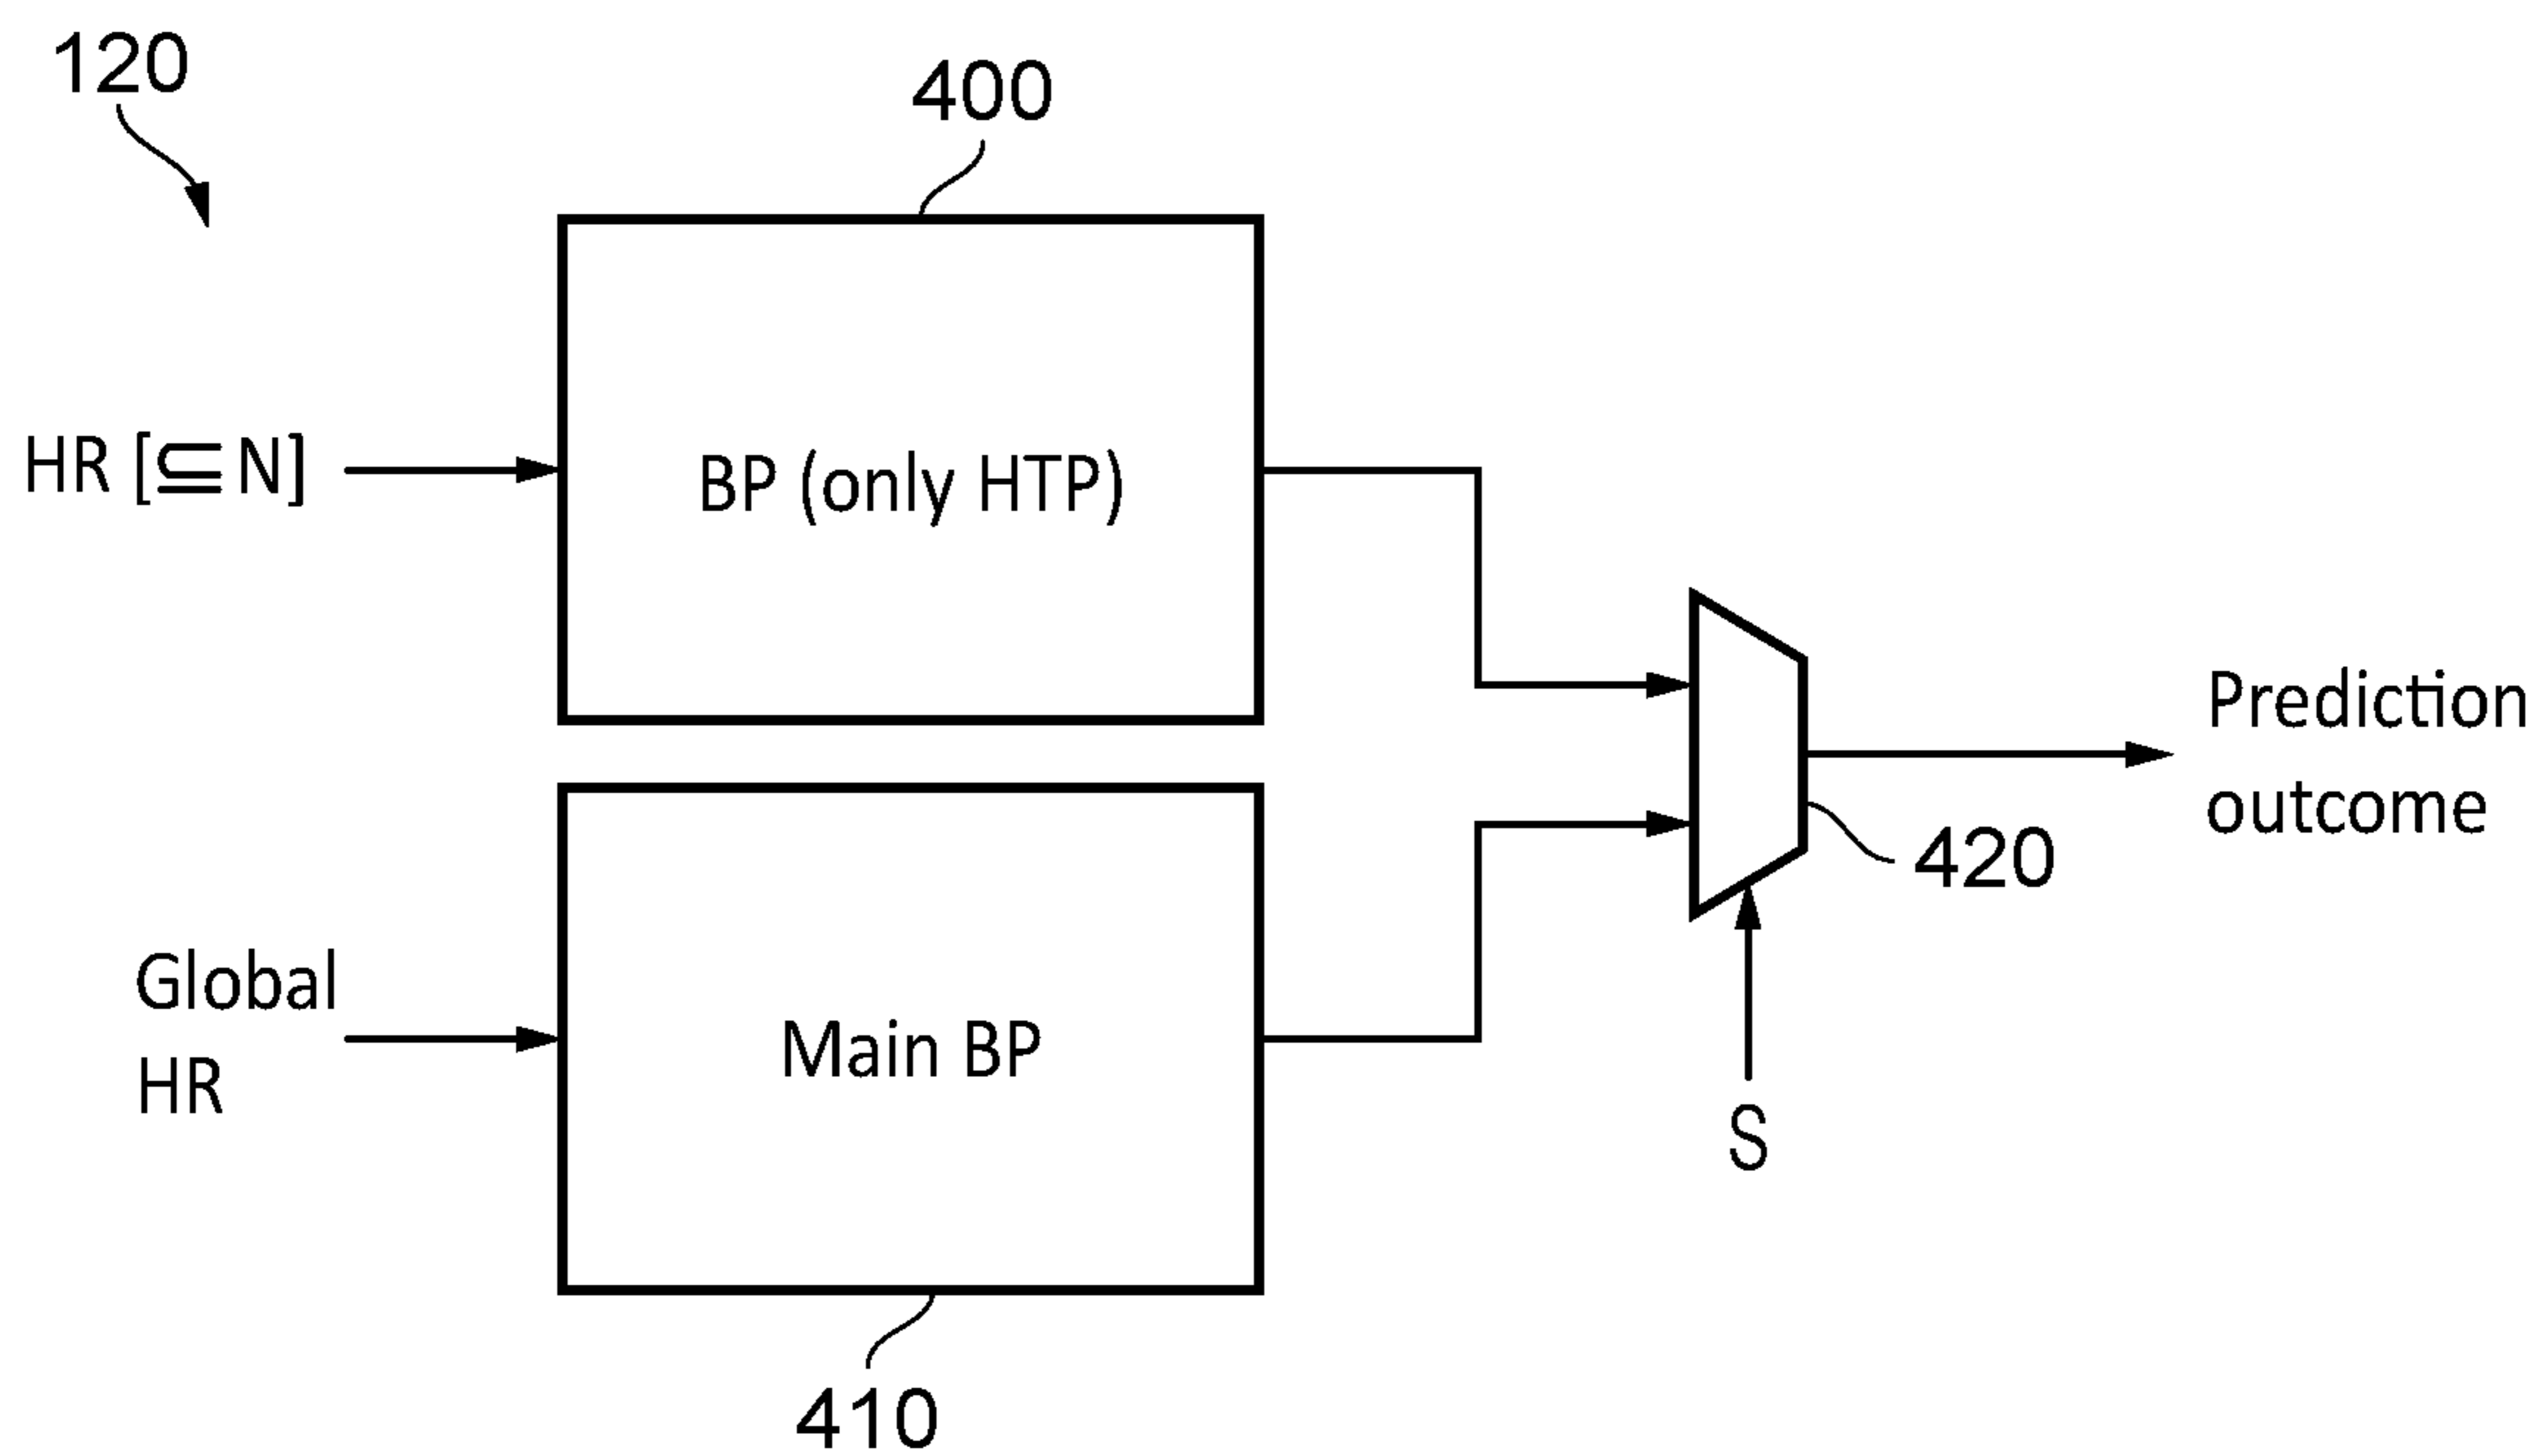 120
400
HR [⫅ N]
BP (only HTP)
Prediction
outcome
420
Global
HR
Main BP
S
410